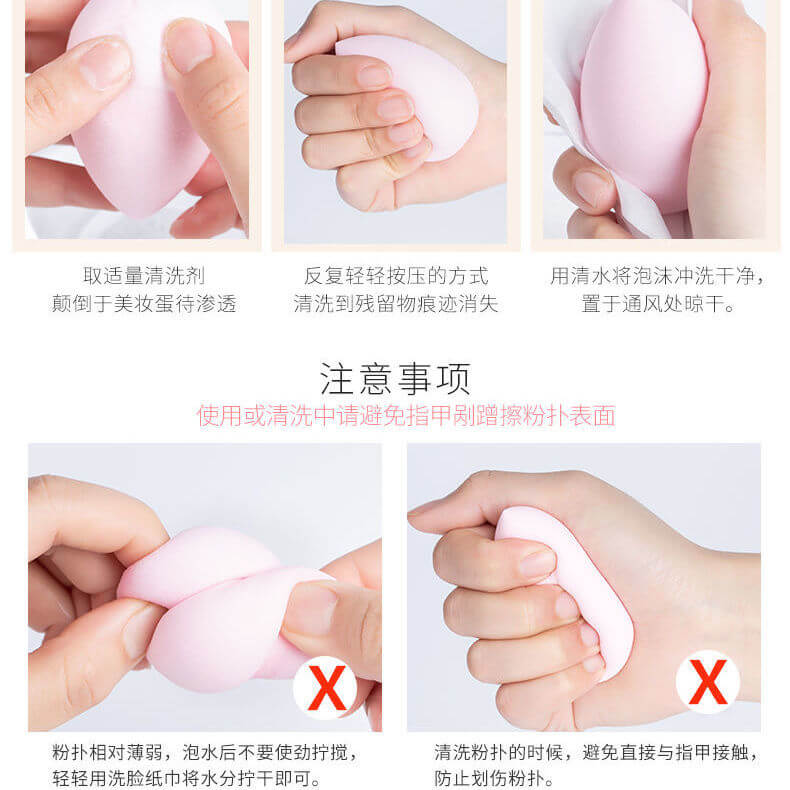 取适量清洗剂
颠倒于美妆蛋待渗透
反复轻轻按压的方式
清洗到残留物痕迹消失
用清水将泡沫冲洗干净，
置于通风处晾干。
注意事项
使用或清洗中请避免指甲剐蹭擦粉扑表面
X
X
粉扑相对薄弱，泡水后不要使劲拧搅，
轻轻用洗脸纸巾将水分拧干即可。
清洗粉扑的时候，避免直接与指甲接触，
防止划伤粉扑。